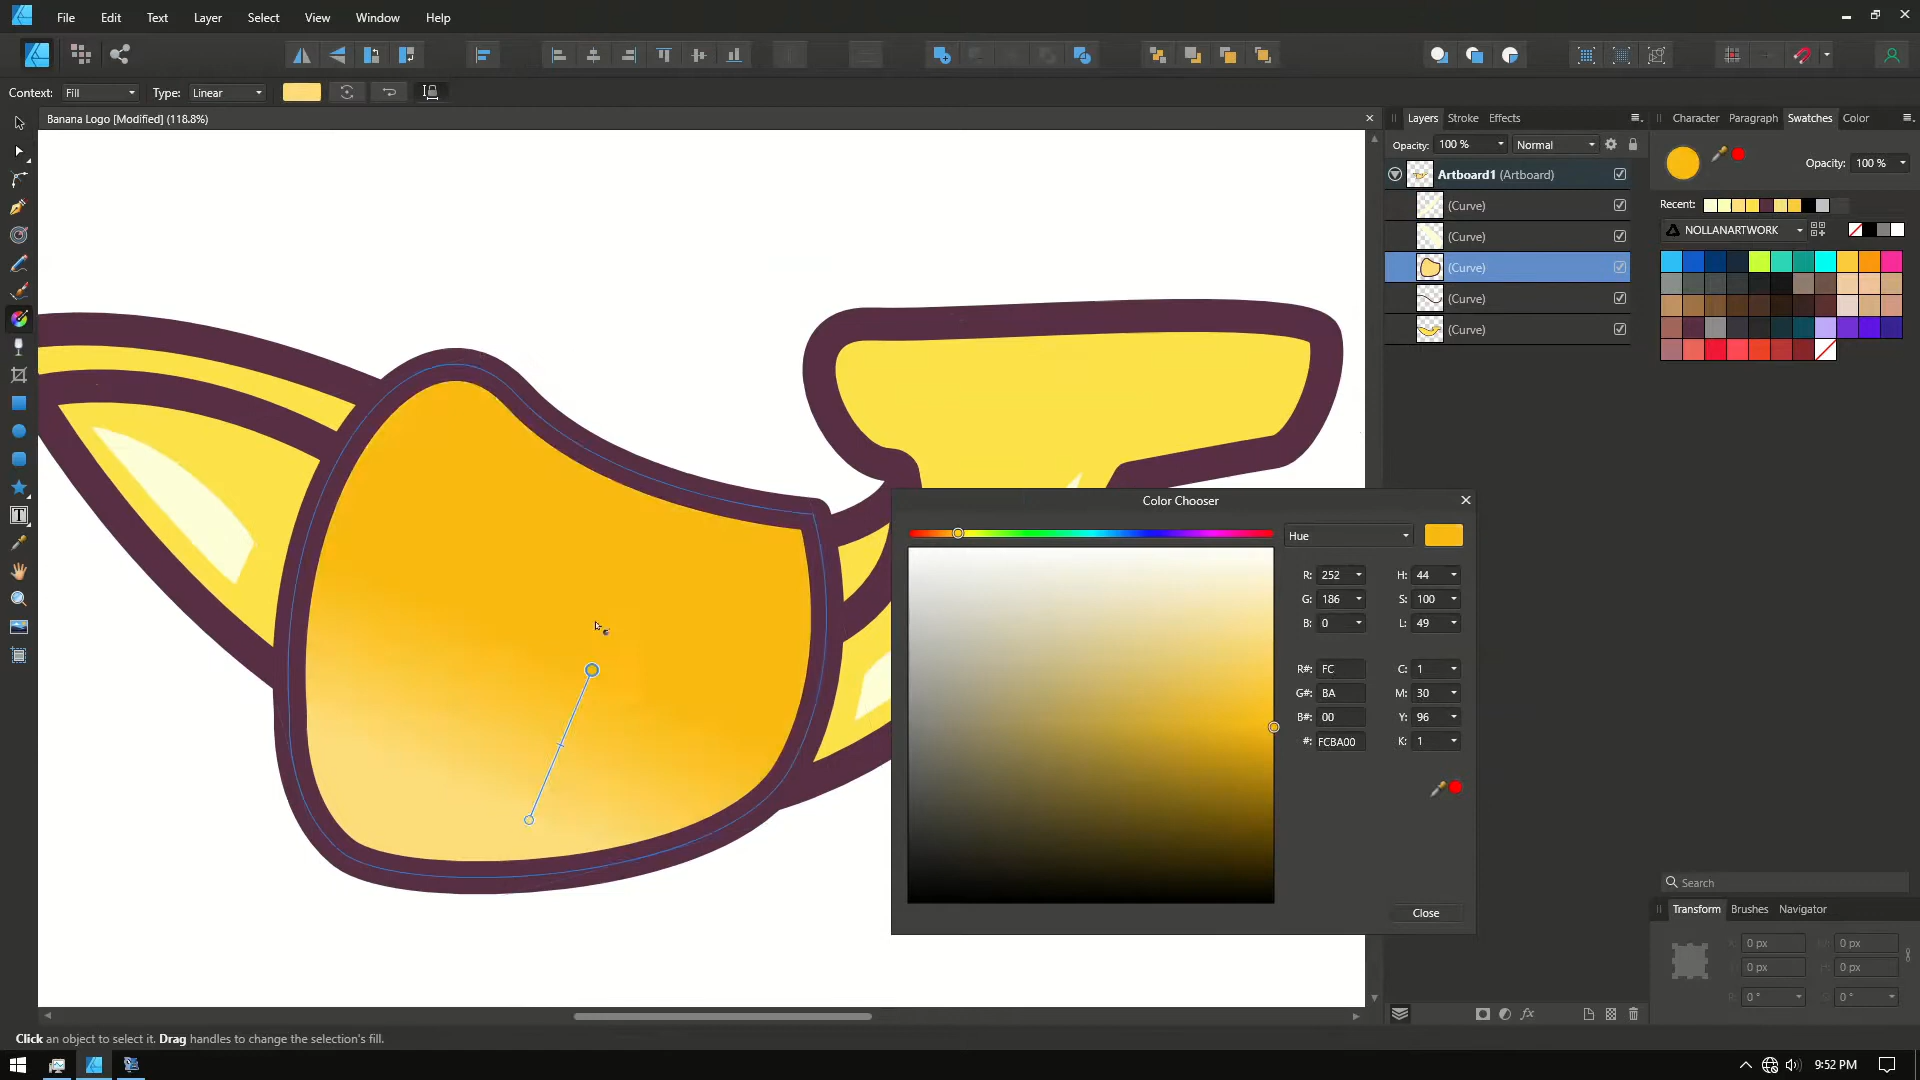 File Edit Text Layer Select View Window Help
Context: Fill Type: Linear
Banana Logo [Modified] (118.8%)
Layers Stroke Effects
Opacity: 100 % Normal
Artboard1 (Artboard)
(Curve)
(Curve)
(Curve)
(Curve)
(Curve)
Character Paragraph Swatches Color
Opacity: 100 %
Recent:
NOLLANARTWORK
Color Chooser
Hue
R: 252 H: 44
G: 186 S: 100
B: 0 L: 49
R#: FC C: 1
G#: BA M: 30
B#: 00 Y: 96
#: FCBA00 K: 1
Close
Search
Transform Brushes Navigator
0 px 0 px
0 px 0 px
0 ° 0 °
Click an object to select it. Drag handles to change the selection's fill.
9:52 PM